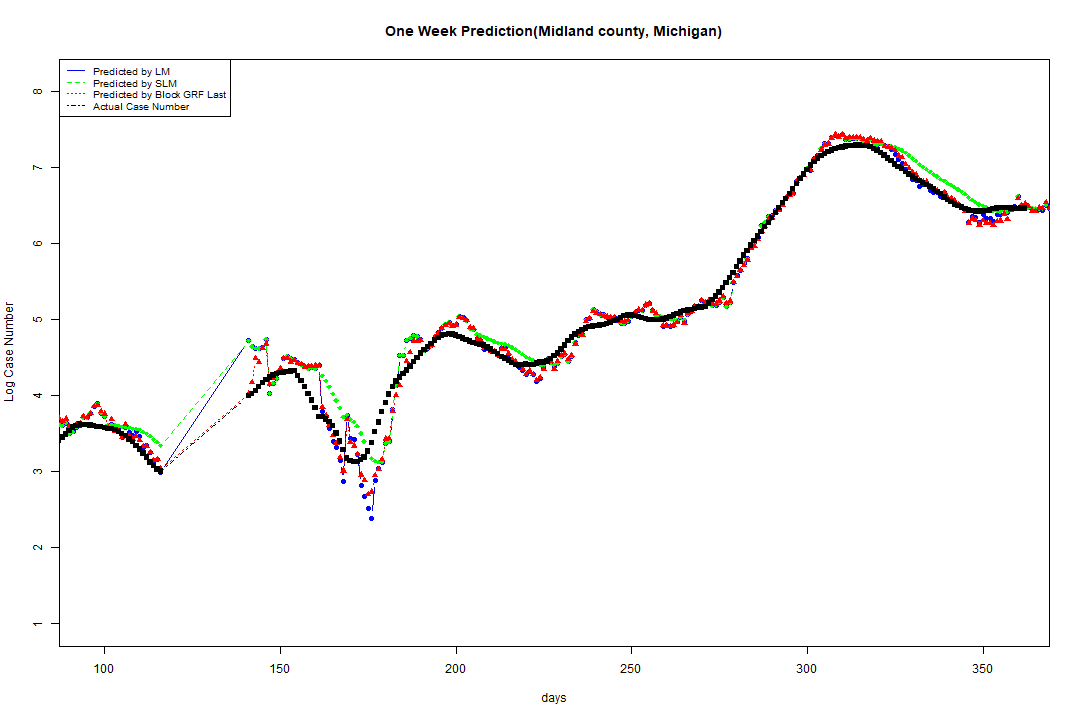 One Week Prediction(Midland county, Michigan)
Predicted by LM
Predicted by SLM
Predicted by Block GRF Last
Actual Case Number
8
7
6
5
4
3
2
1
Log Case Number
100 150 200 250 300 350
days